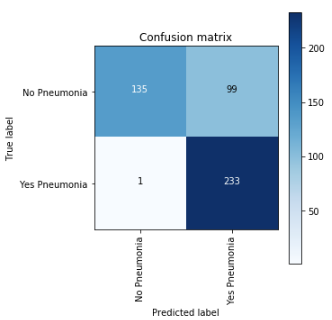 Confusion matrix
No Pneumonia
135
99
Yes Pneumonia
1
233
True label
No Pneumonia
Yes Pneumonia
Predicted label
200
150
100
50